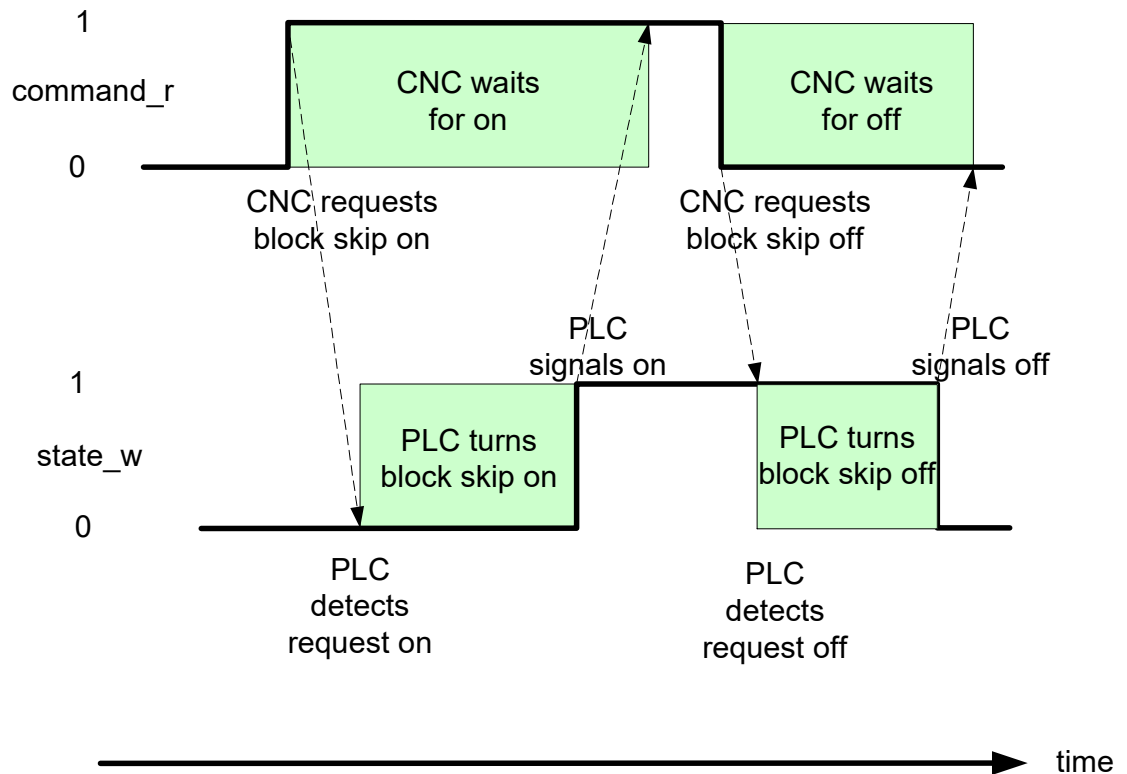 1
command_r
0
CNC waits
for on
CNC waits
for off
CNC requests
block skip on
CNC requests
block skip off
PLC
signals on
PLC
signals off
1
state_w
0
PLC turns
block skip on
PLC turns
block skip off
PLC
detects
request on
PLC
detects
request off
time